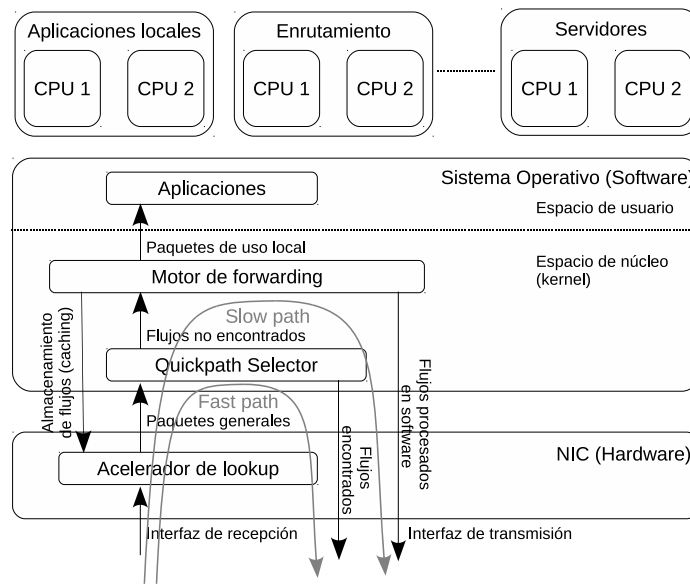 Aplicaciones locales
CPU 1
CPU 2
Enrutamiento
CPU 1
CPU 2
Servidores
CPU 1
CPU 2
Sistema Operativo (Software)
Aplicaciones
Espacio de usuario
Paquetes de uso local
Espacio de núcleo
(kernel)
Motor de forwarding
Slow path
Flujos no encontrados
Quickpath Selector
Almacenamiento
de flujos (caching)
Fast path
Paquetes generales
Flujos
encontrados
Flujos procesados
en software
NIC (Hardware)
Acelerador de lookup
Interfaz de recepción
Interfaz de transmisión